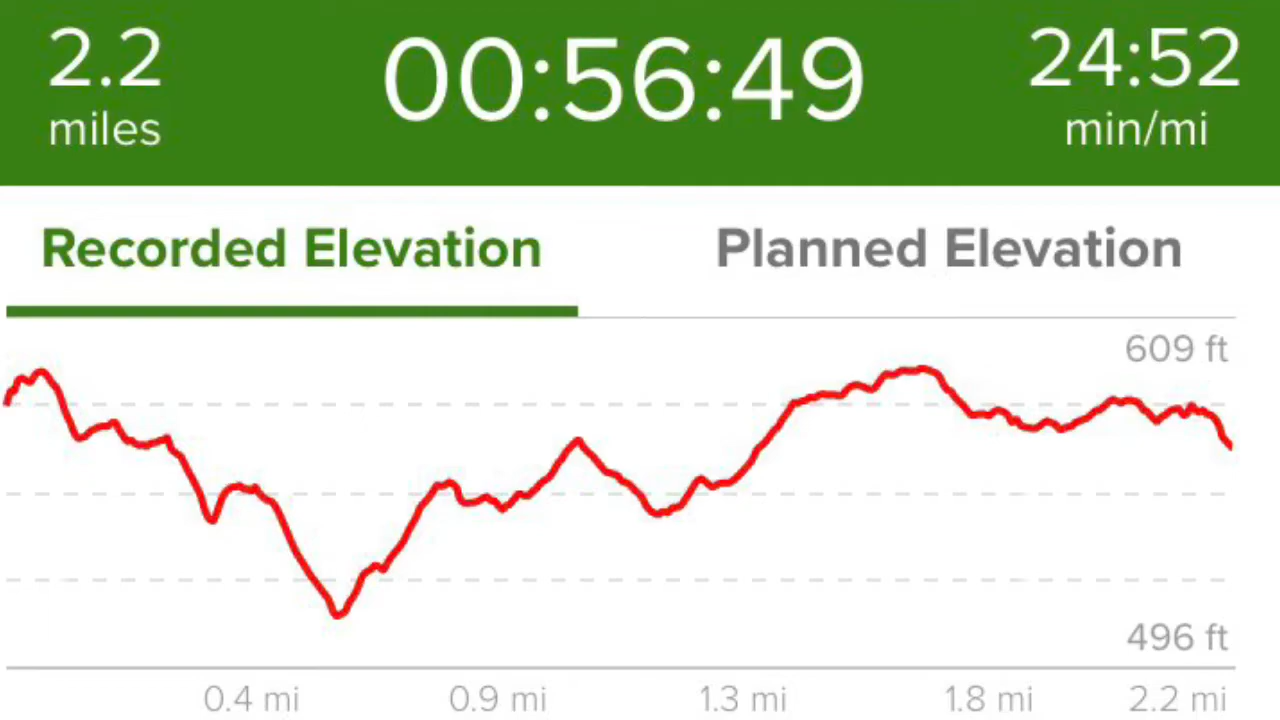 2.2 00:56:49 24:52
miles min/mi
Recorded Elevation Planned Elevation
609 ft
496 ft
0.4 mi 0.9 mi 1.3 mi 1.8 mi 2.2 mi